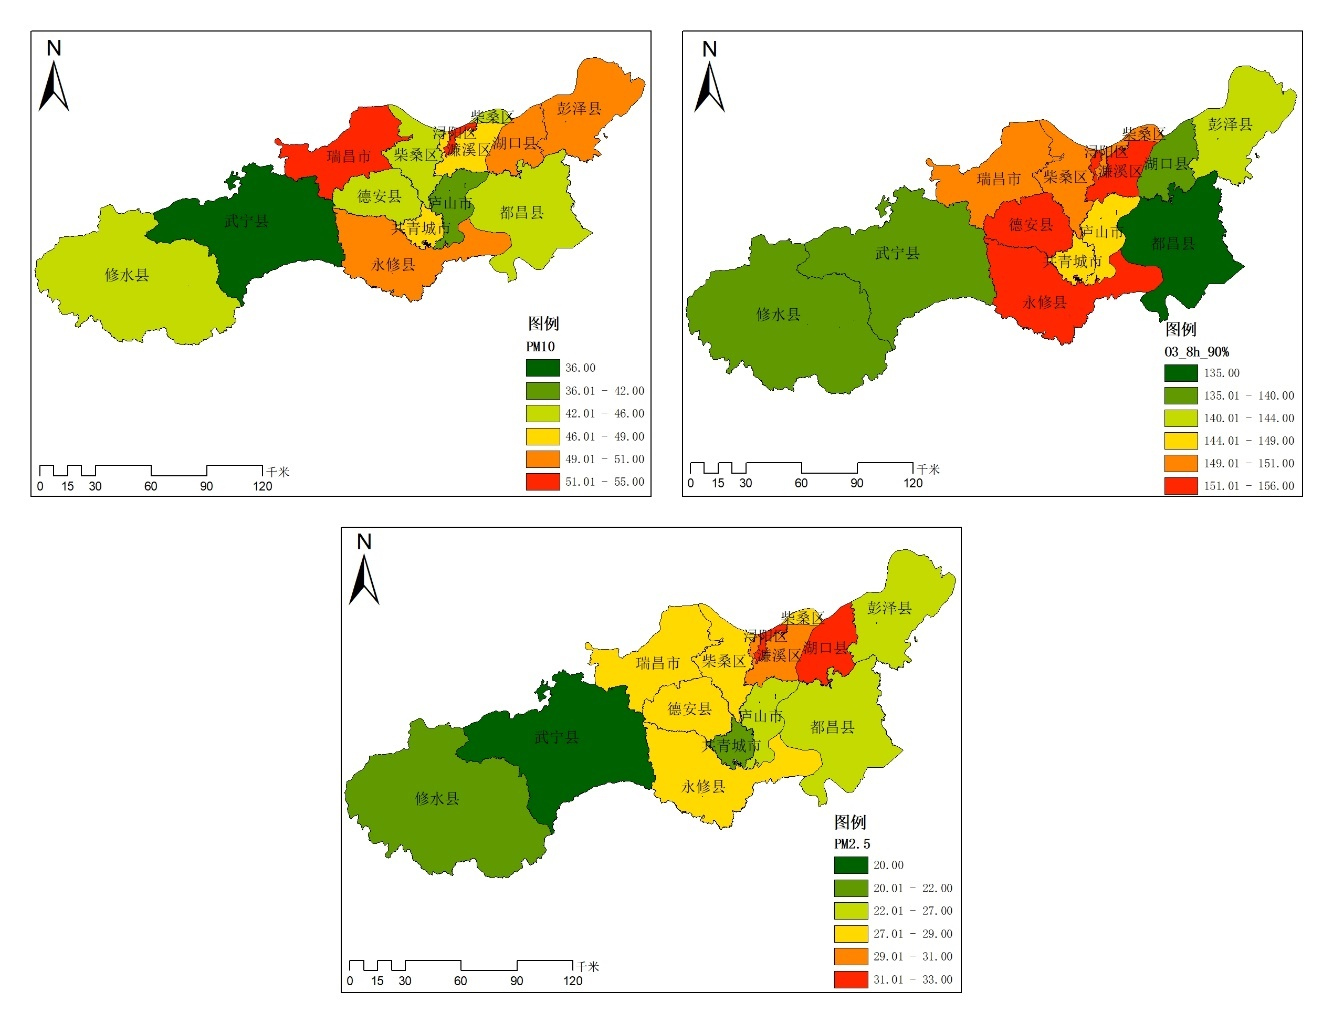 N
彭泽县
柴桑区
浔阳区
湖口县
濂溪区
瑞昌市
柴桑区
德安县
庐山市
都昌县
武宁县
共青城市
永修县
修水县
图例
PM10
36.00
36.01 - 42.00
42.01 - 46.00
46.01 - 49.00
49.01 - 51.00
51.01 - 55.00
千米
0 15 30 60 90 120
N
彭泽县
柴桑区
浔阳区
湖口县
濂溪区
瑞昌市
柴桑区
德安县
庐山市
都昌县
武宁县
共青城市
永修县
修水县
图例
O3_8h_90%
135.00
135.01 - 140.00
140.01 - 144.00
144.01 - 149.00
149.01 - 151.00
151.01 - 156.00
千米
0 15 30 60 90 120
N
彭泽县
柴桑区
浔阳区
湖口县
濂溪区
瑞昌市
柴桑区
德安县
庐山市
都昌县
武宁县
共青城市
永修县
修水县
图例
PM2.5
20.00
20.01 - 22.00
22.01 - 27.00
27.01 - 29.00
29.01 - 31.00
31.01 - 33.00
千米
0 15 30 60 90 120